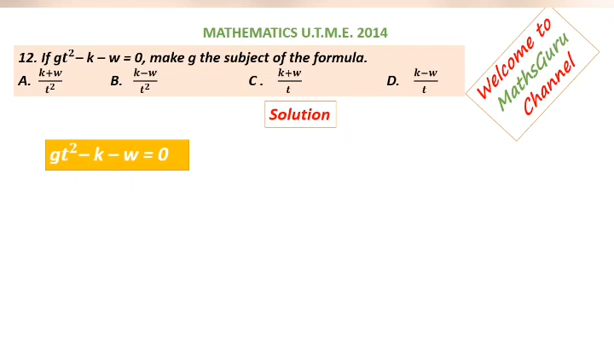 MATHEMATICS U.T.M.E. 2014
12. If gt² – k – w = 0, make g the subject of the formula.
A. (k+w)/t² B. (k−w)/t² C . (k+w)/t D. (k−w)/t
Solution
gt² – k – w = 0
Welcome to
MathsGuru
Channel